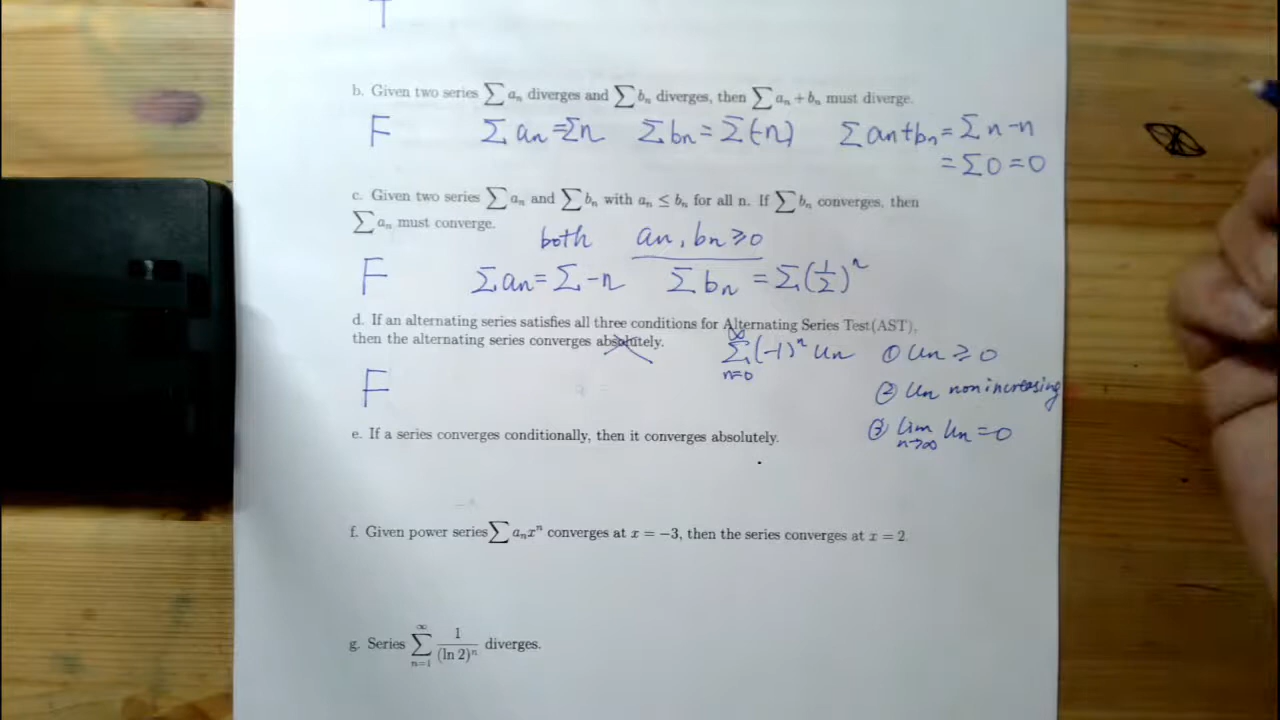 T
b. Given two series ∑ aₙ diverges and ∑ bₙ diverges, then ∑ aₙ + bₙ must diverge.
F ∑ an = ∑n ∑ bn = ∑(-n) ∑ an+bn = ∑ n-n
= ∑0 = 0
c. Given two series ∑ aₙ and ∑ bₙ with aₙ ≤ bₙ for all n. If ∑ bₙ converges, then
∑ aₙ must converge.
both an, bn ≥ 0
F ∑ an = ∑ -n ∑ bn = ∑ (1/2)ⁿ
d. If an alternating series satisfies all three conditions for Alternating Series Test(AST),
then the alternating series converges absolutely.
∑_{n=0}^{∞} (-1)ⁿ un ① un ≥ 0
F ② un nonincreasing
③ lim_{n→∞} un = 0
e. If a series converges conditionally, then it converges absolutely.
f. Given power series ∑ aₙxⁿ converges at x = −3, then the series converges at x = 2
g. Series ∑_{n=1}^{∞} 1/(ln 2)ⁿ diverges.